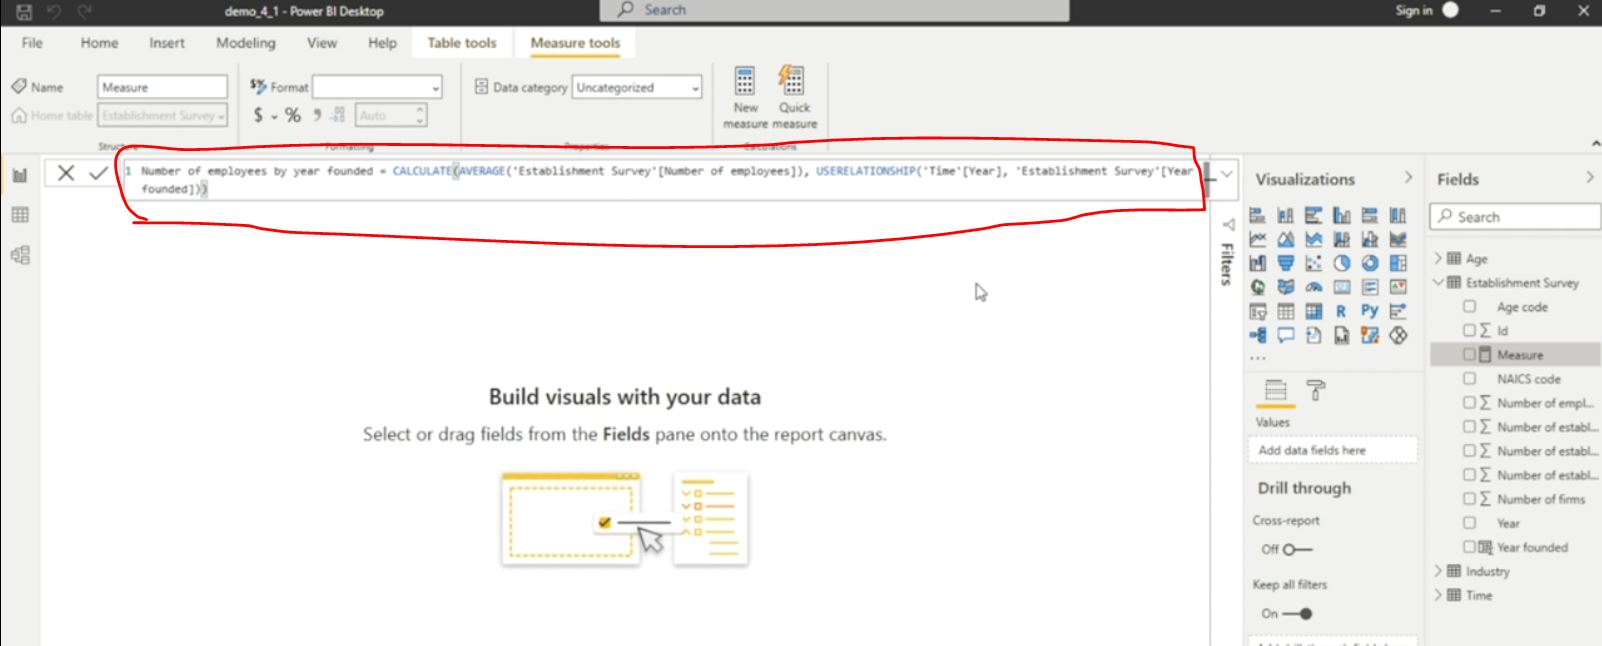 demo_4_1 - Power BI Desktop
Search
Sign in
File Home Insert Modeling View Help Table tools Measure tools
Name Measure
Home table Establishment Survey
Structure
$% Format
$ % 9 .00 Auto
Formatting
Data category Uncategorized
Properties
New measure
Quick measure
Calculations
1 Number of employees by year founded = CALCULATE(AVERAGE('Establishment Survey'[Number of employees]), USERELATIONSHIP('Time'[Year], 'Establishment Survey'[Year
founded]))
Build visuals with your data
Select or drag fields from the Fields pane onto the report canvas.
Filters
Visualizations
R Py
...
Values
Add data fields here
Drill through
Cross-report
Off
Keep all filters
On
Fields
Search
Age
Establishment Survey
Age code
Σ Id
Measure
NAICS code
Σ Number of empl...
Σ Number of establ...
Σ Number of establ...
Σ Number of establ...
Σ Number of firms
Year
Year founded
Industry
Time